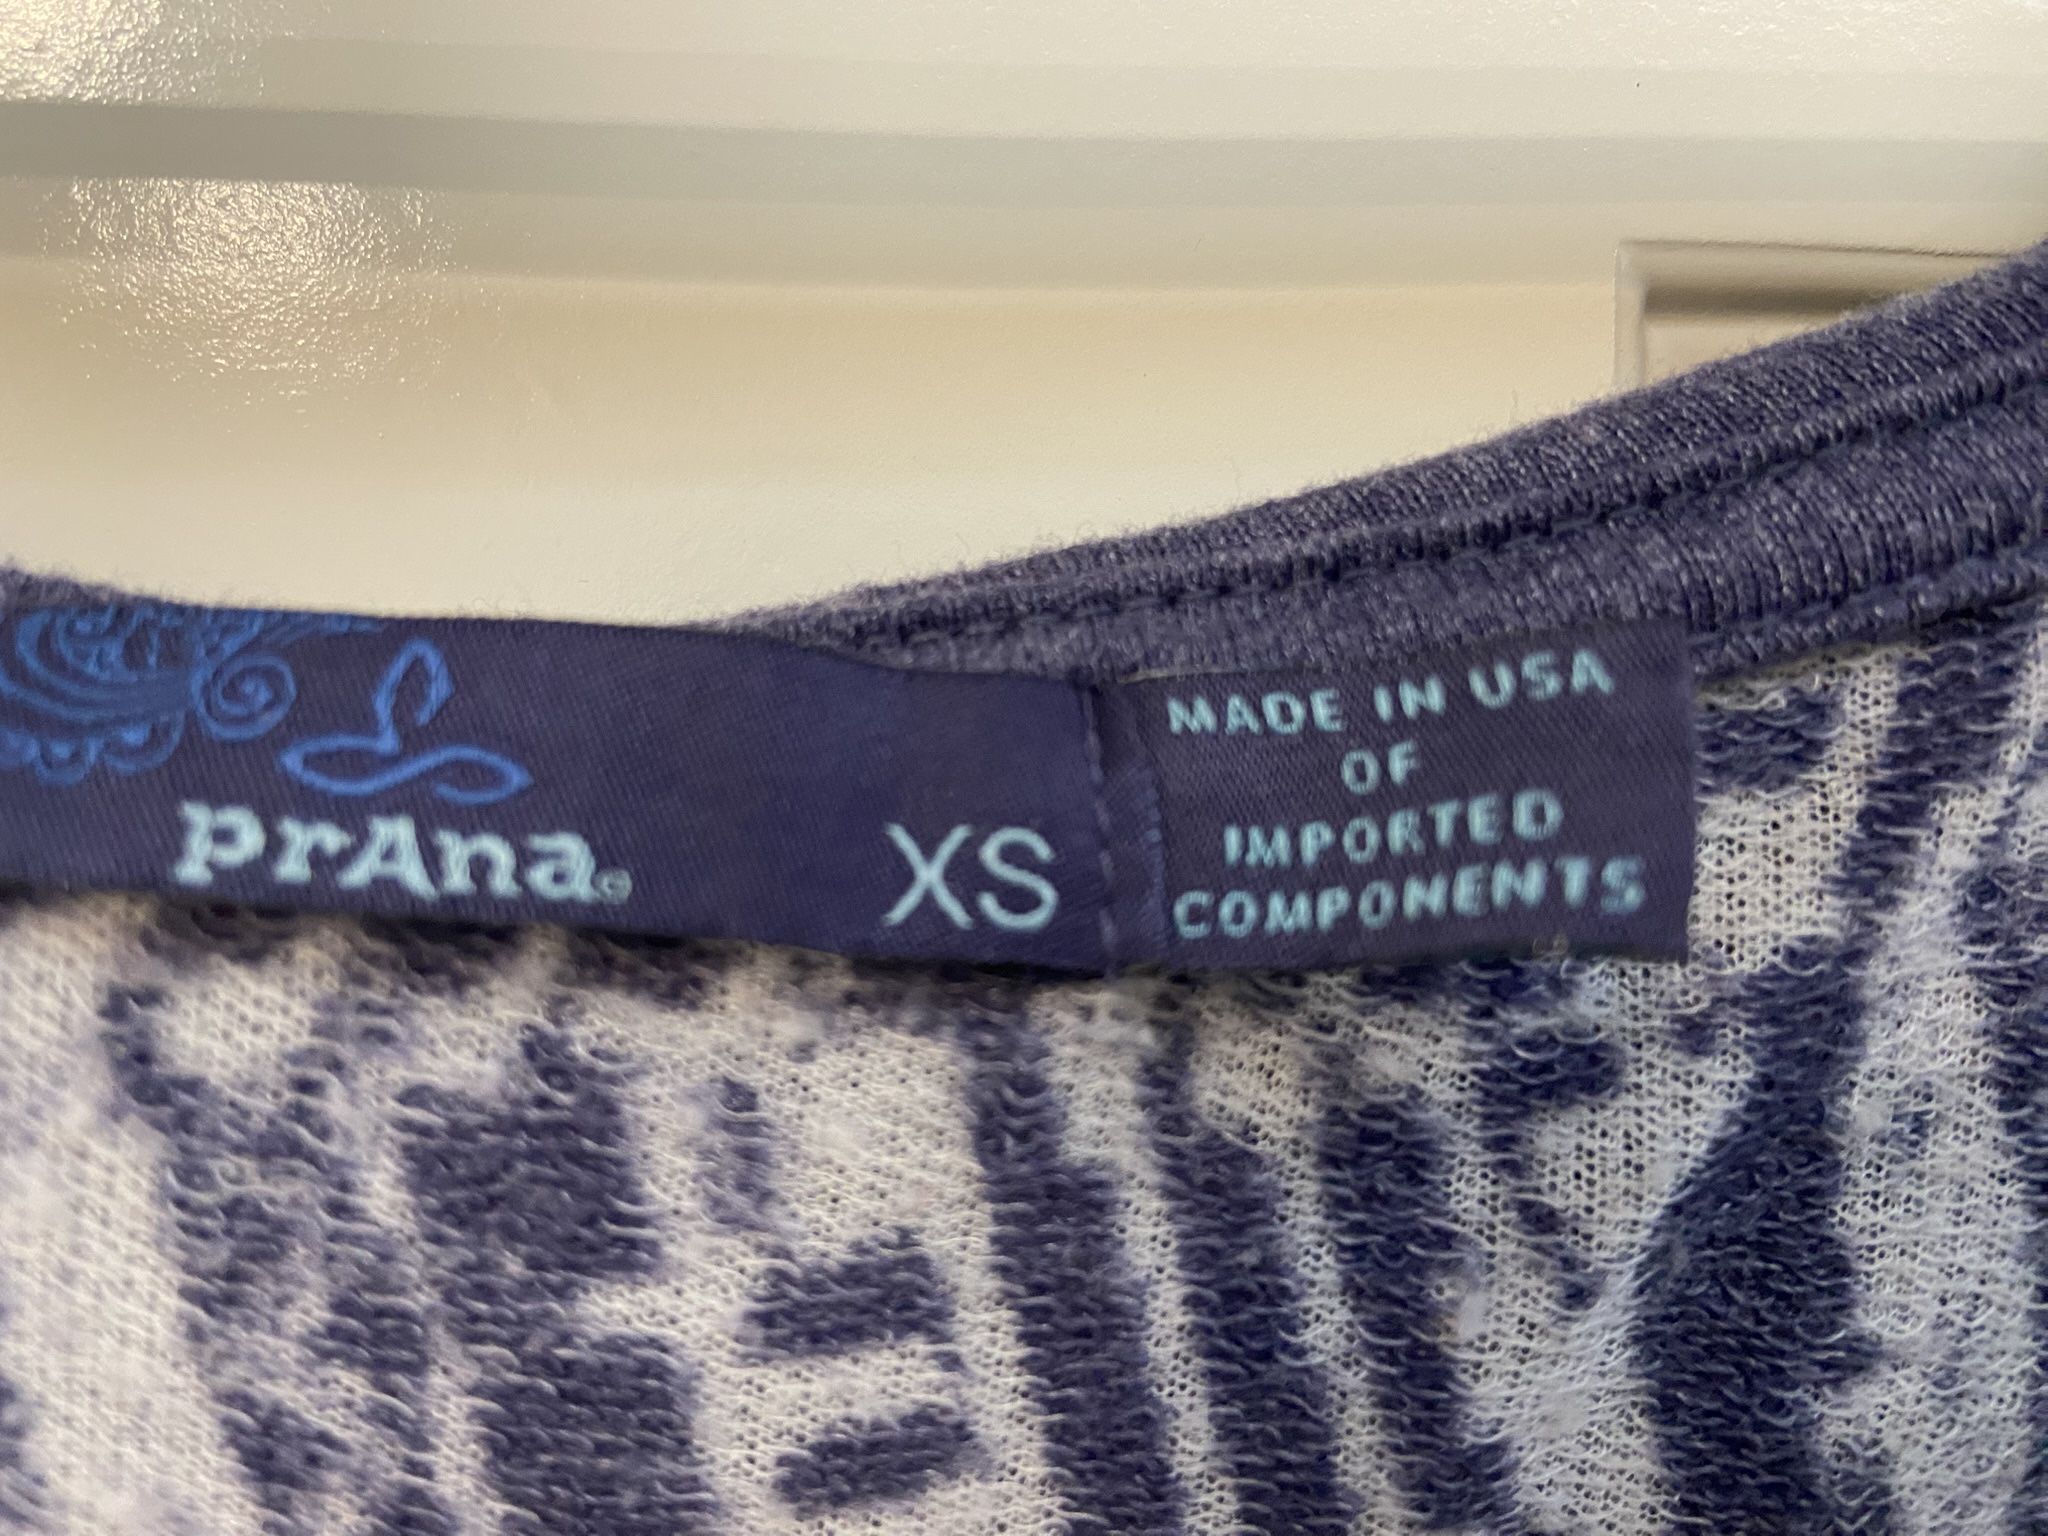 prAna®
XS
MADE IN USA
OF
IMPORTED
COMPONENTS